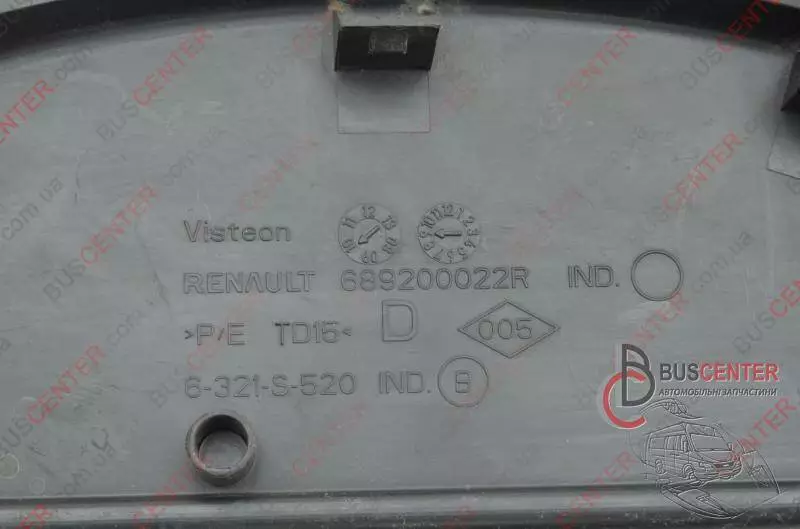 Visteon
RENAULT 689200022R IND.
>P/E TD15< D 005
6-321-S-520 IND. B
BUSCENTER
АВТОМОБІЛЬНІ ЗАПЧАСТИНИ